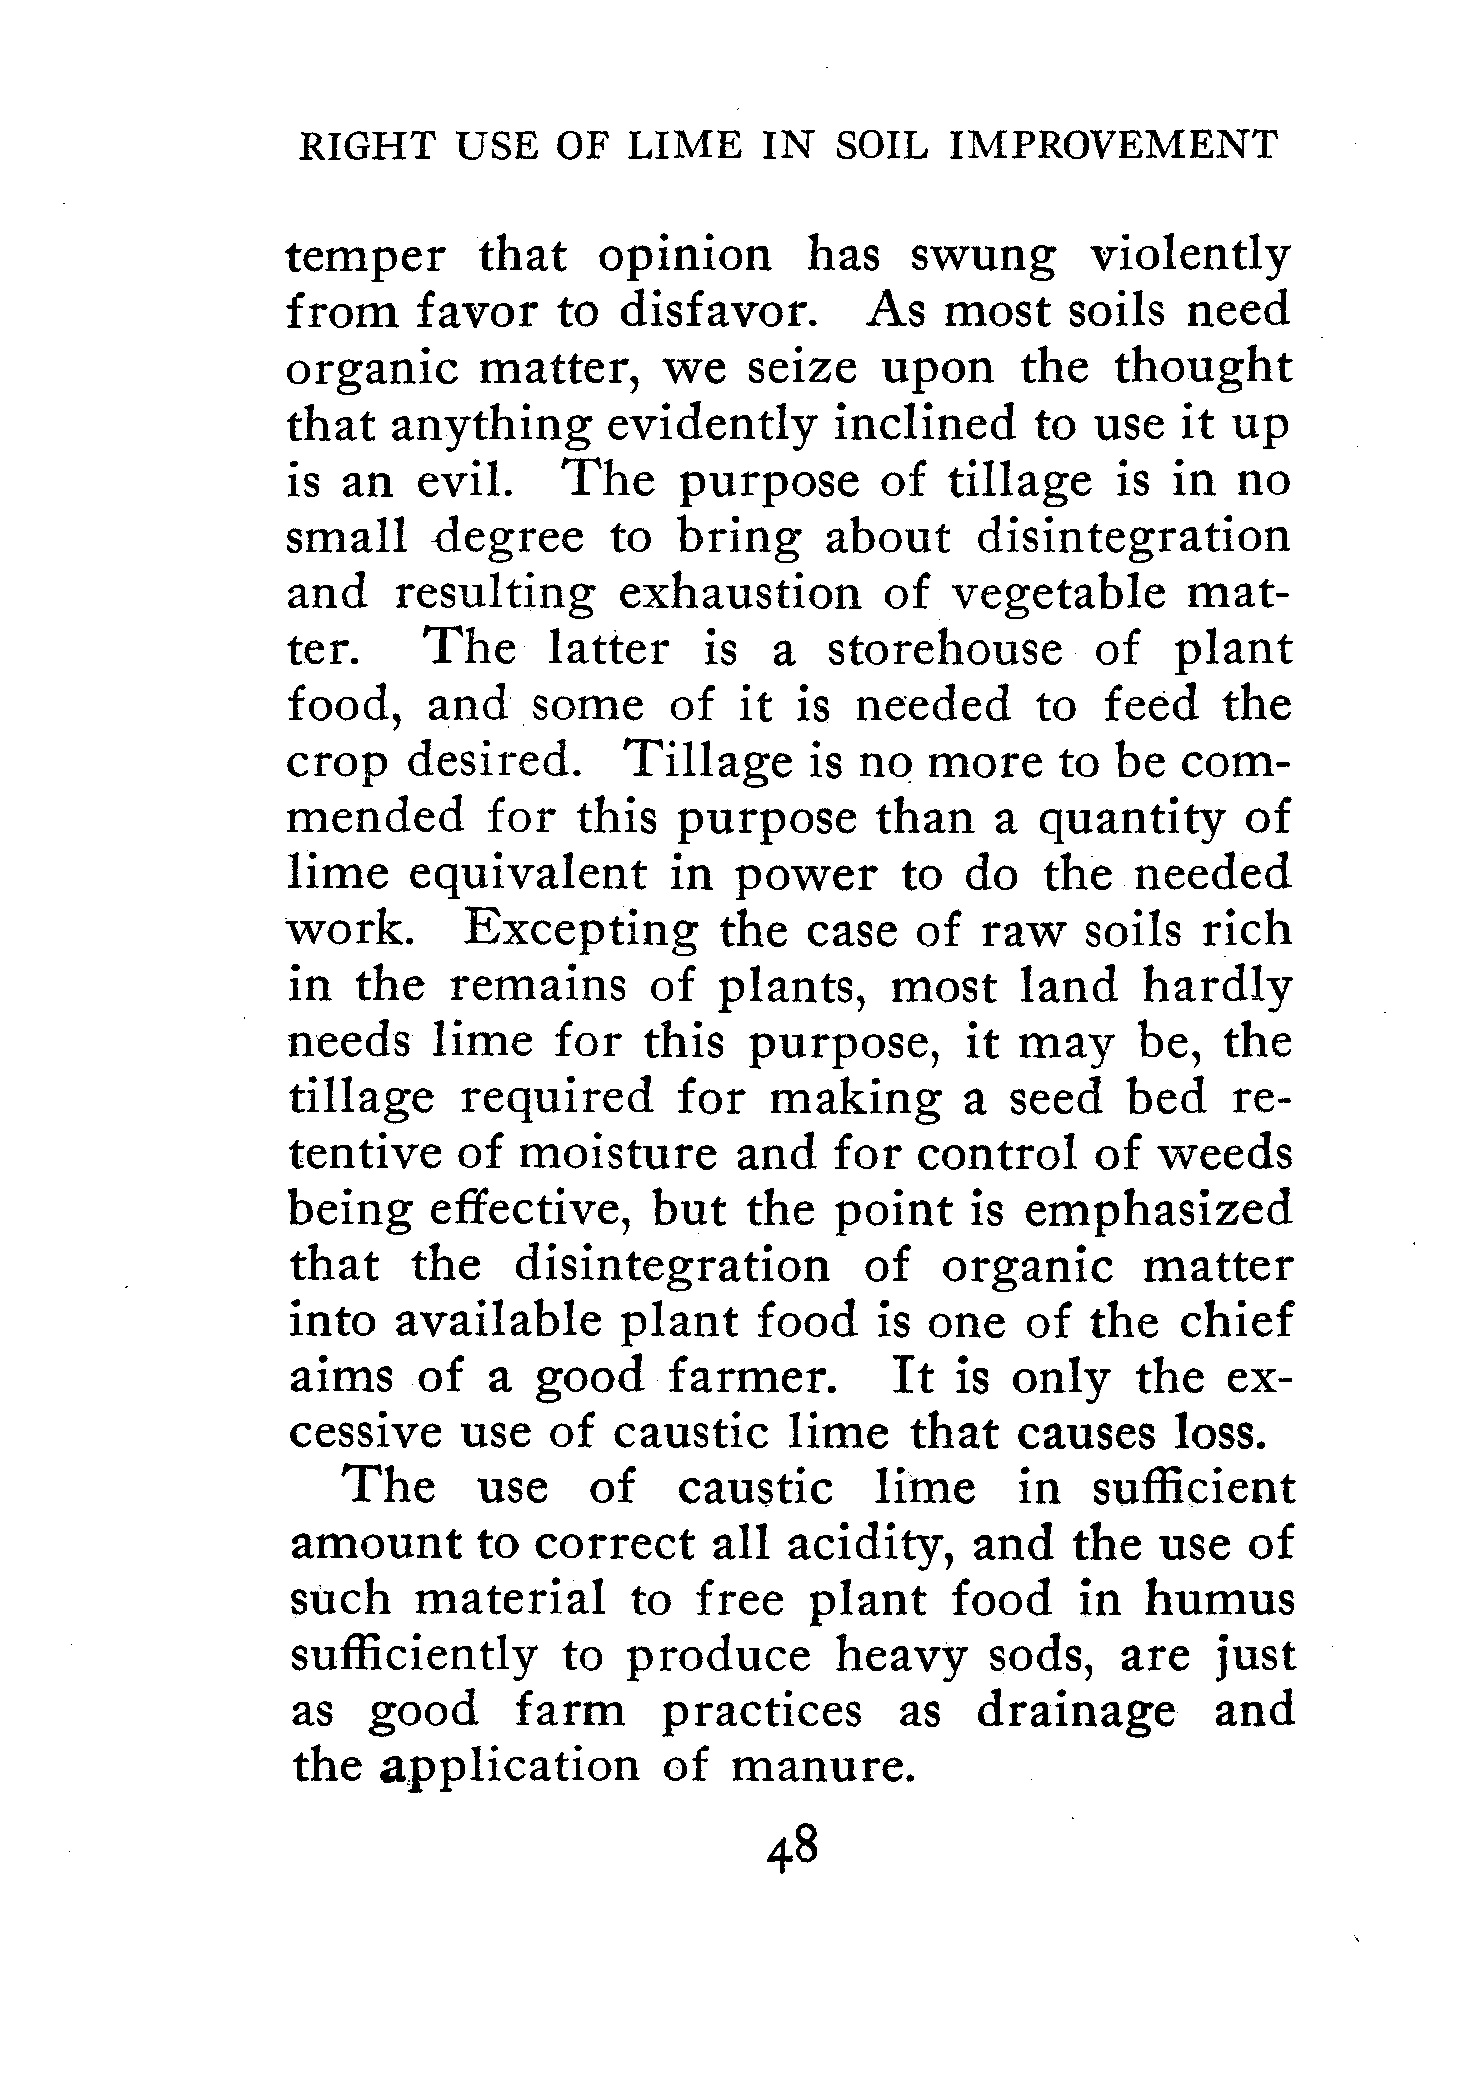 RIGHT USE OF LIME IN SOIL IMPROVEMENT
temper that opinion has swung violently
from favor to disfavor. As most soils need
organic matter, we seize upon the thought
that anything evidently inclined to use it up
is an evil. The purpose of tillage is in no
small degree to bring about disintegration
and resulting exhaustion of vegetable mat-
ter. The latter is a storehouse of plant
food, and some of it is needed to feed the
crop desired. Tillage is no more to be com-
mended for this purpose than a quantity of
lime equivalent in power to do the needed
work. Excepting the case of raw soils rich
in the remains of plants, most land hardly
needs lime for this purpose, it may be, the
tillage required for making a seed bed re-
tentive of moisture and for control of weeds
being effective, but the point is emphasized
that the disintegration of organic matter
into available plant food is one of the chief
aims of a good farmer. It is only the ex-
cessive use of caustic lime that causes loss.
The use of caustic lime in sufficient
amount to correct all acidity, and the use of
such material to free plant food in humus
sufficiently to produce heavy sods, are just
as good farm practices as drainage and
the application of manure.
48